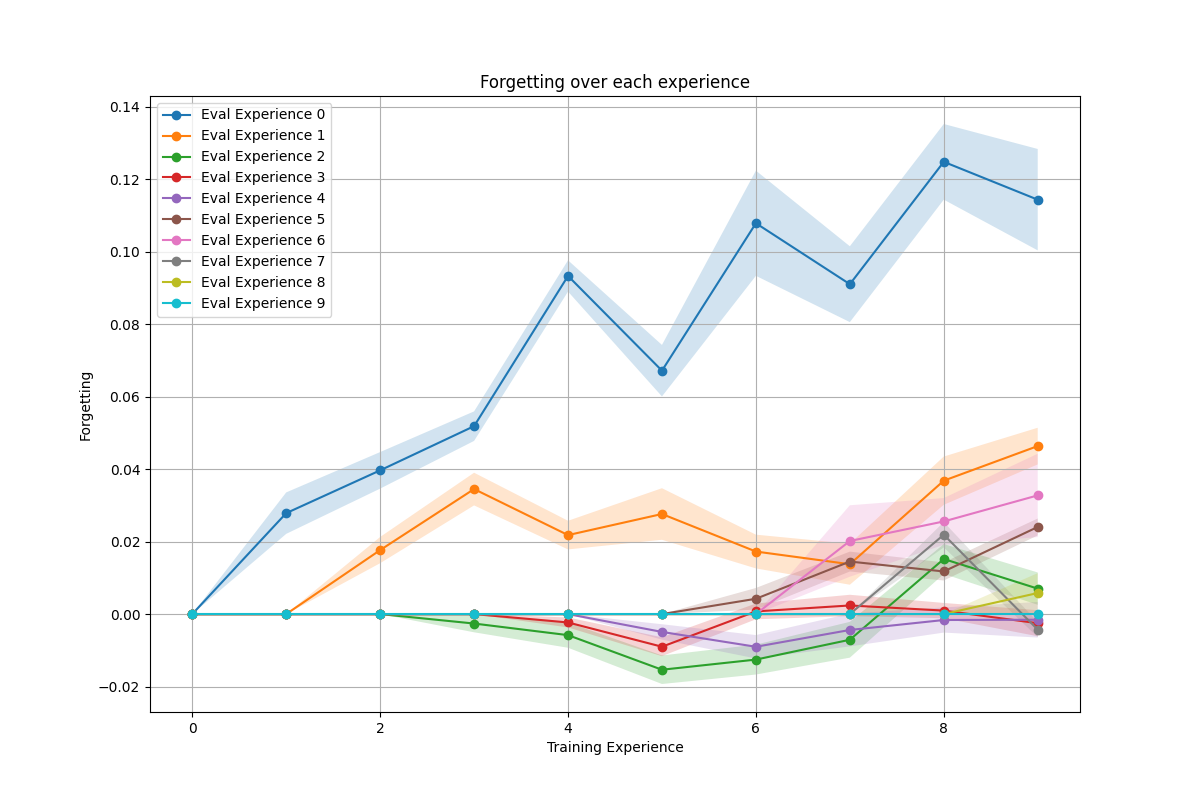 Forgetting over each experience
0.14
0.12
0.10
0.08
0.06
0.04
0.02
0.00
−0.02
Forgetting
Eval Experience 0
Eval Experience 1
Eval Experience 2
Eval Experience 3
Eval Experience 4
Eval Experience 5
Eval Experience 6
Eval Experience 7
Eval Experience 8
Eval Experience 9
0 2 4 6 8
Training Experience